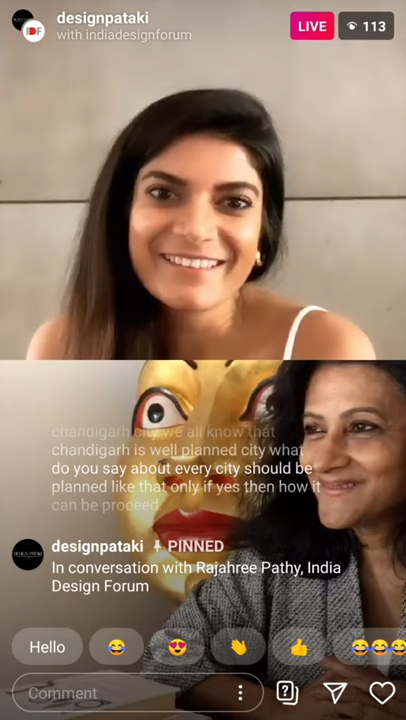 designpataki
with indiadesignforum
LIVE
113
IDF
chandigarh city we all know that
chandigarh is well planned city what
do you say about every city should be
planned like that only if yes then how it
can be proceed.
designpataki PINNED
In conversation with Rajahree Pathy, India
Design Forum
Hello
Comment